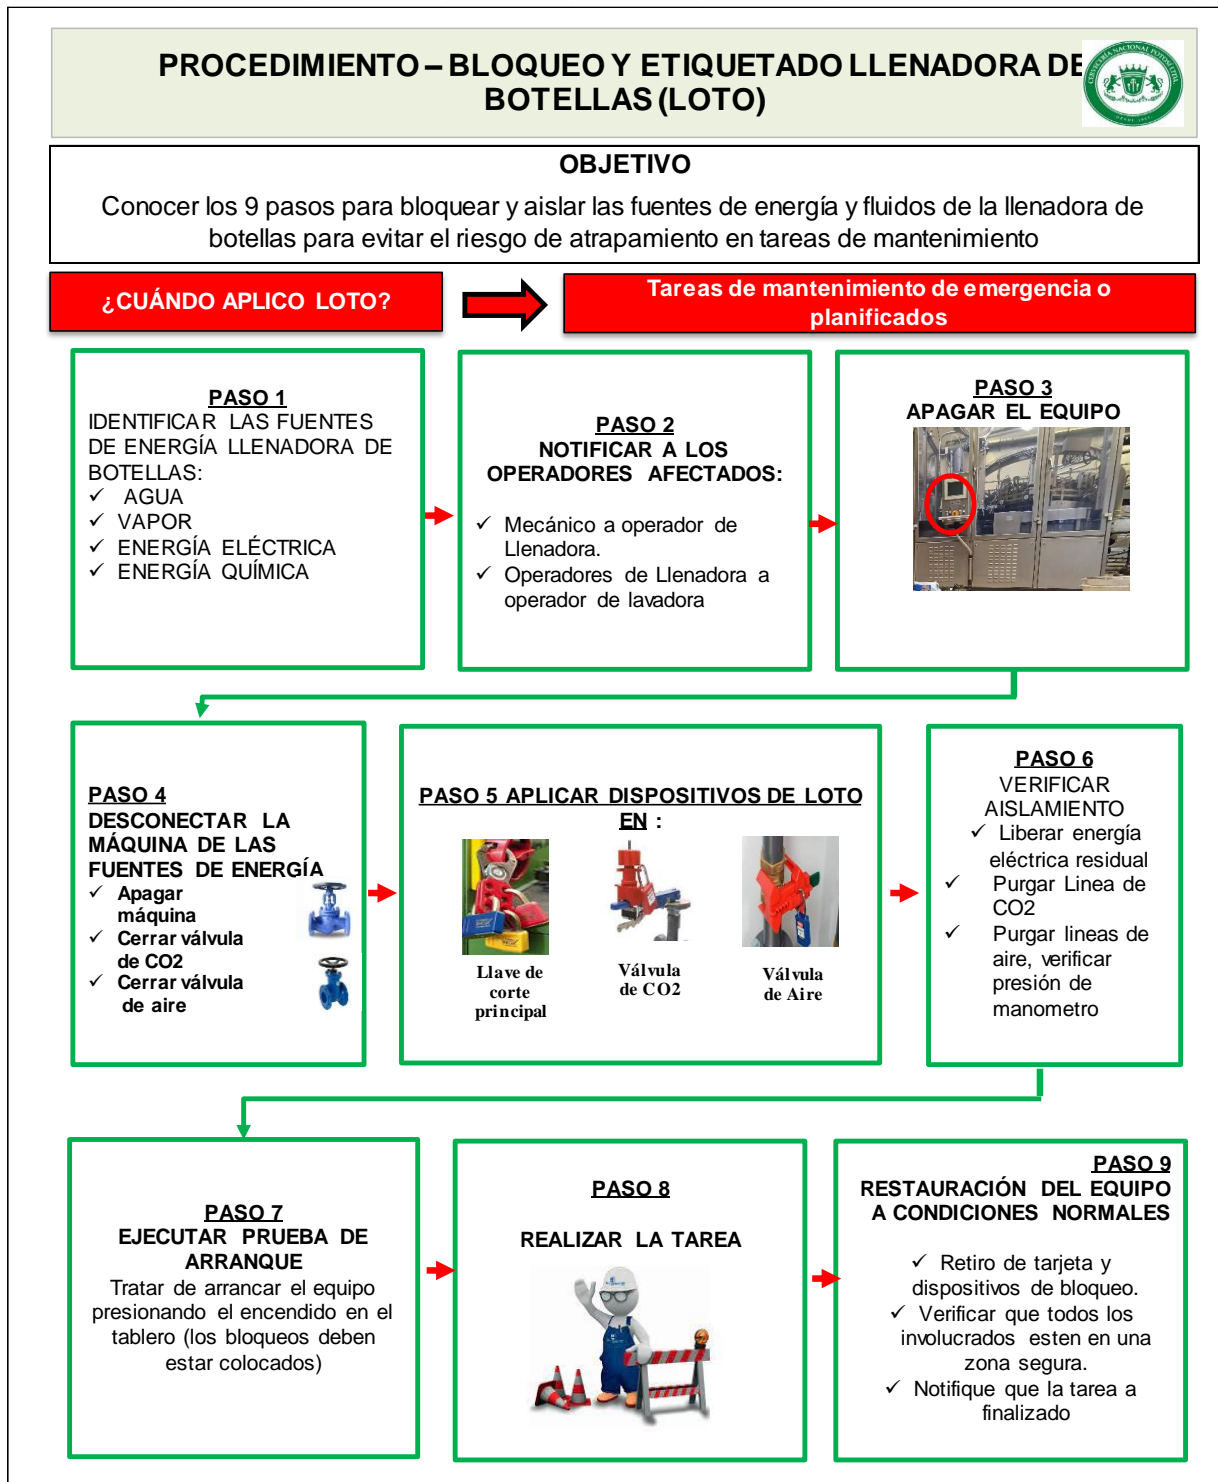 PROCEDIMIENTO – BLOQUEO Y ETIQUETADO LLENADORA DE
BOTELLAS (LOTO)
CERVECERÍA NACIONAL POTOSÍ LTDA.
OBJETIVO
Conocer los 9 pasos para bloquear y aislar las fuentes de energía y fluidos de la llenadora de
botellas para evitar el riesgo de atrapamiento en tareas de mantenimiento
¿CUÁNDO APLICO LOTO?
Tareas de mantenimiento de emergencia o
planificados
PASO 1
IDENTIFICAR LAS FUENTES
DE ENERGÍA LLENADORA DE
BOTELLAS:
✓ AGUA
✓ VAPOR
✓ ENERGÍA ELÉCTRICA
✓ ENERGÍA QUÍMICA
PASO 2
NOTIFICAR A LOS
OPERADORES AFECTADOS:
✓ Mecánico a operador de
Llenadora.
✓ Operadores de Llenadora a
operador de lavadora
PASO 3
APAGAR EL EQUIPO
PASO 4
DESCONECTAR LA
MÁQUINA DE LAS
FUENTES DE ENERGÍA
✓ Apagar
máquina
✓ Cerrar válvula
de CO2
✓ Cerrar válvula
de aire
PASO 5 APLICAR DISPOSITIVOS DE LOTO
EN :
Llave de
corte
principal
Válvula
de CO2
Válvula
de Aire
PASO 6
VERIFICAR
AISLAMIENTO
✓ Liberar energía
eléctrica residual
✓ Purgar Linea de
CO2
✓ Purgar lineas de
aire, verificar
presión de
manometro
PASO 7
EJECUTAR PRUEBA DE
ARRANQUE
Tratar de arrancar el equipo
presionando el encendido en el
tablero (los bloqueos deben
estar colocados)
PASO 8
REALIZAR LA TAREA
PASO 9
RESTAURACIÓN DEL EQUIPO
A CONDICIONES NORMALES
✓ Retiro de tarjeta y
dispositivos de bloqueo.
✓ Verificar que todos los
involucrados esten en una
zona segura.
✓ Notifique que la tarea a
finalizado